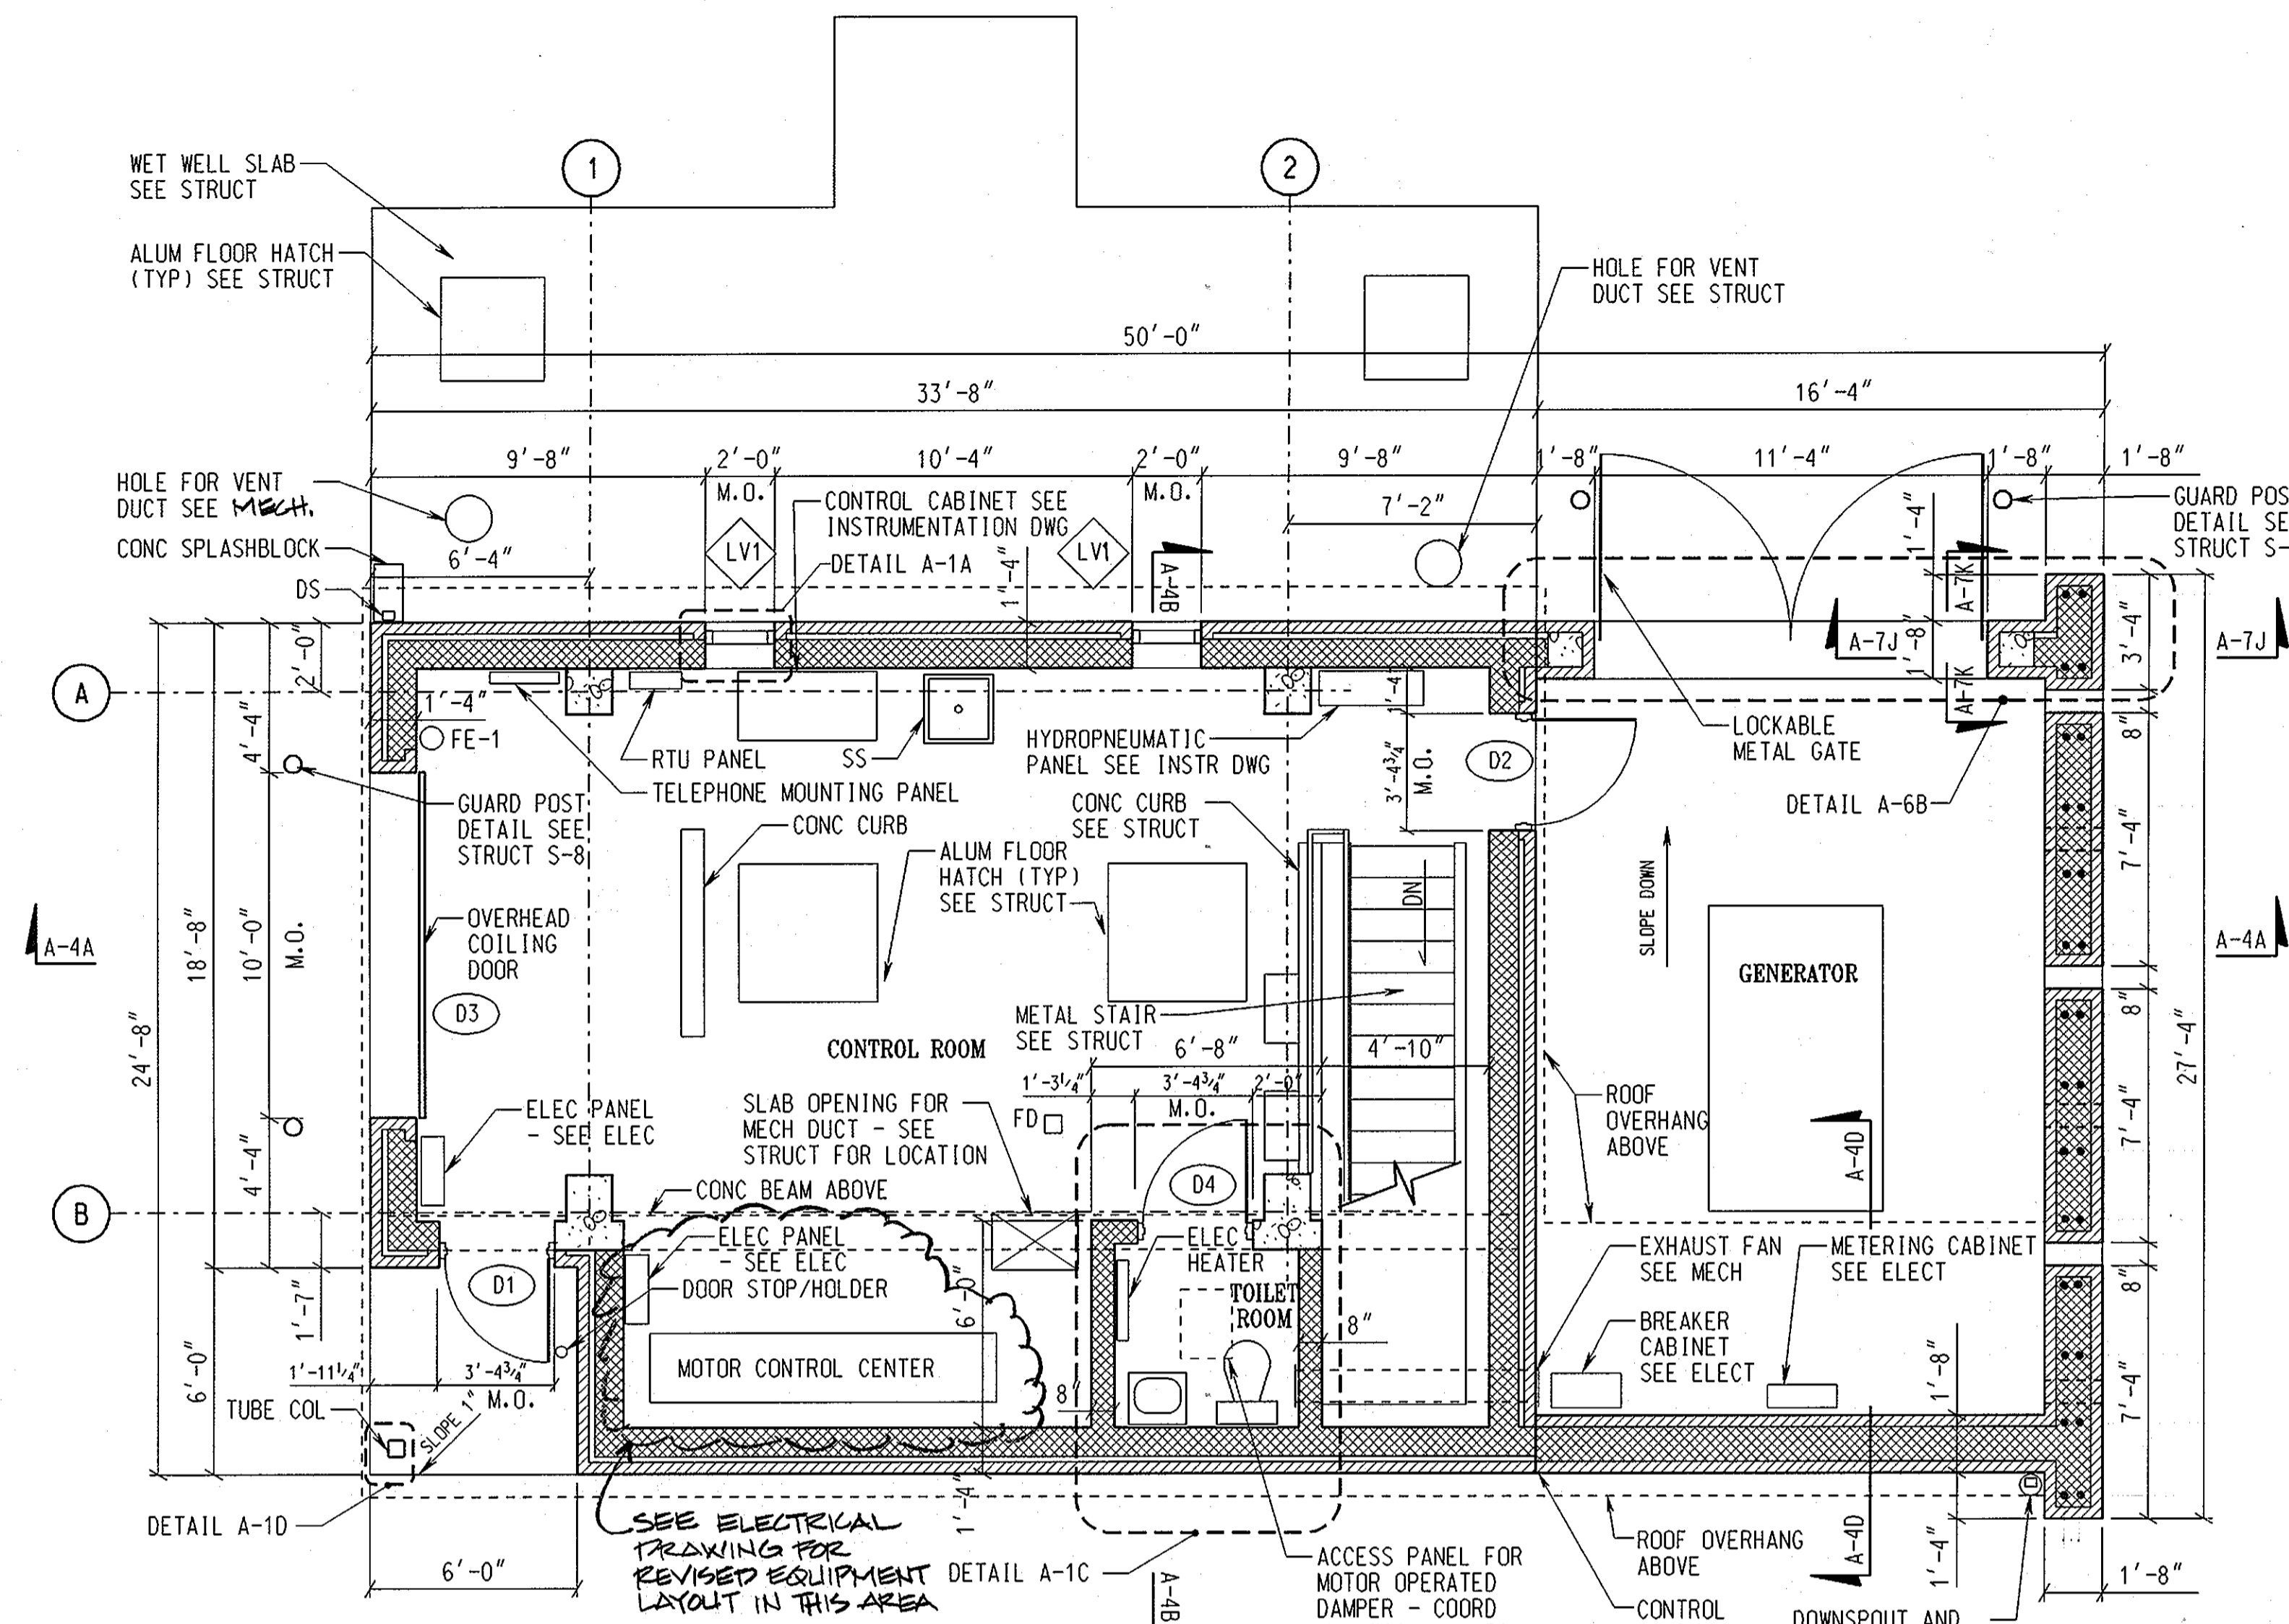 1
2
WET WELL SLAB
SEE STRUCT
ALUM FLOOR HATCH
(TYP) SEE STRUCT
HOLE FOR VENT
DUCT SEE STRUCT
50'-0"
33'-8"
16'-4"
9'-8"
2'-0"
M.O.
10'-4"
2'-0"
M.O.
9'-8"
1'-8"
11'-4"
1'-8"
1'-8"
HOLE FOR VENT
DUCT SEE MECH.
CONC SPLASHBLOCK
DS
6'-4"
LV1
CONTROL CABINET SEE
INSTRUMENTATION DWG
DETAIL A-1A
1'-4"
LV1
A-4B
7'-2"
1'-4"
GUARD POS
DETAIL SE
STRUCT S-
A-7K
A-7J
1'-8"
A-7K
3'-4"
A-7J
A
2'-0"
1'-4"
FE-1
4'-4"
RTU PANEL
TELEPHONE MOUNTING PANEL
SS
HYDROPNEUMATIC
PANEL SEE INSTR DWG
1'-4"
3'-4¾"
M.O.
D2
LOCKABLE
METAL GATE
DETAIL A-6B
8"
GUARD POST
DETAIL SEE
STRUCT S-8
CONC CURB
CONC CURB
SEE STRUCT
ALUM FLOOR
HATCH (TYP)
SEE STRUCT
DN
SLOPE DOWN
7'-4"
A-4A
18'-8"
10'-0"
M.O.
OVERHEAD
COILING
DOOR
D3
GENERATOR
A-4A
8"
24'-8"
27'-4"
METAL STAIR
SEE STRUCT
CONTROL ROOM
6'-8"
4'-10"
1'-3¼"
3'-4¾"
M.O.
2'-0"
ELEC PANEL
- SEE ELEC
SLAB OPENING FOR
MECH DUCT - SEE
STRUCT FOR LOCATION
FD
ROOF
OVERHANG
ABOVE
A-4D
7'-4"
4'-4"
B
CONC BEAM ABOVE
D4
ELEC PANEL
- SEE ELEC
DOOR STOP/HOLDER
ELEC
HEATER
TOILET
ROOM
EXHAUST FAN
SEE MECH
METERING CABINET
SEE ELECT
8"
D1
1'-7"
6'-0"
8"
BREAKER
CABINET
SEE ELECT
6'-0"
1'-11¼"
3'-4¾"
M.O.
MOTOR CONTROL CENTER
8"
1'-8"
7'-4"
TUBE COL
SLOPE 1"
DETAIL A-1D
6'-0"
SEE ELECTRICAL
DRAWING FOR
REVISED EQUIPMENT
LAYOUT IN THIS AREA
1'-4"
DETAIL A-1C
A-4B
ACCESS PANEL FOR
MOTOR OPERATED
DAMPER - COORD
ROOF OVERHANG
ABOVE
CONTROL
A-4D
1'-4"
1'-8"
DOWNSPOUT AND